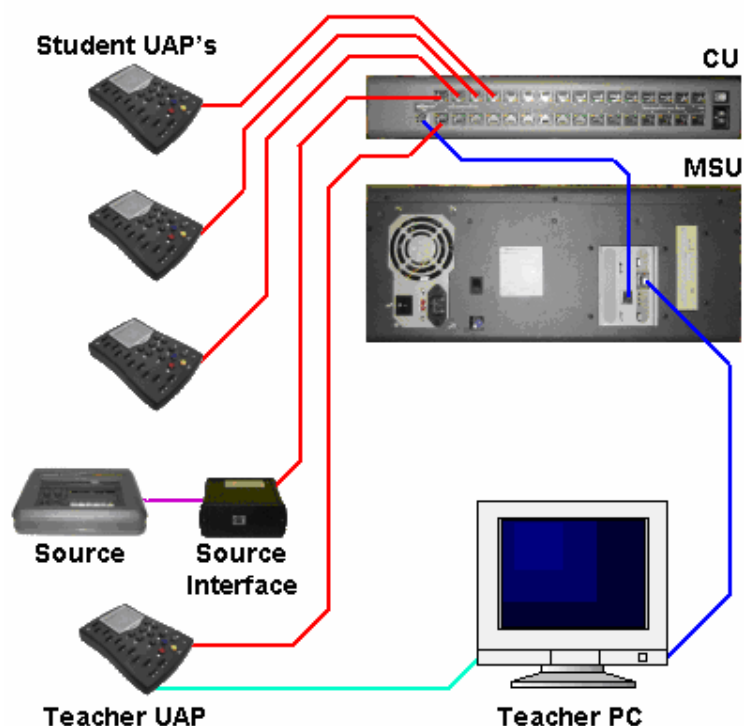 Student UAP's
CU
MSU
Source
Source
Interface
Teacher UAP
Teacher PC